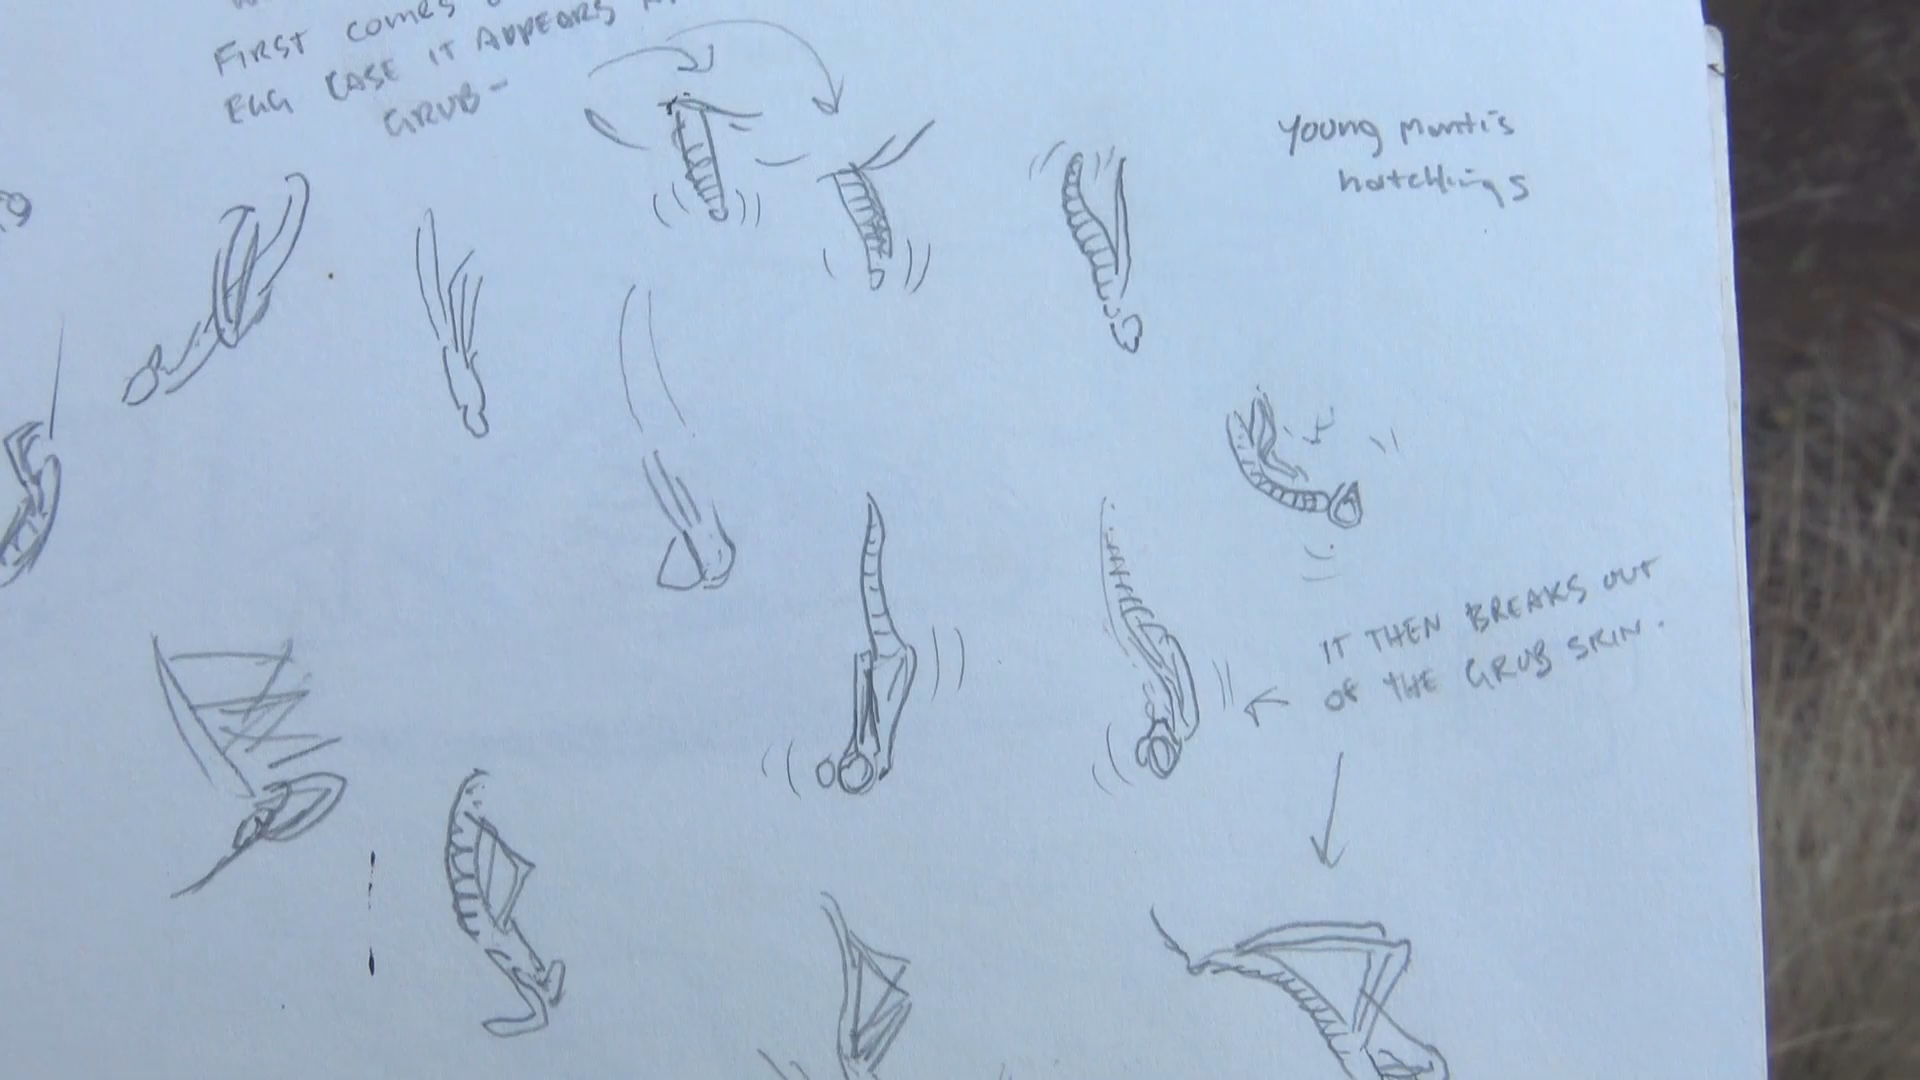 FIRST COMES
EGG CASE IT APPEARS
GRUB-
Young Mantis
hatchlings
IT THEN BREAKS OUT
OF THE GRUB SKIN.